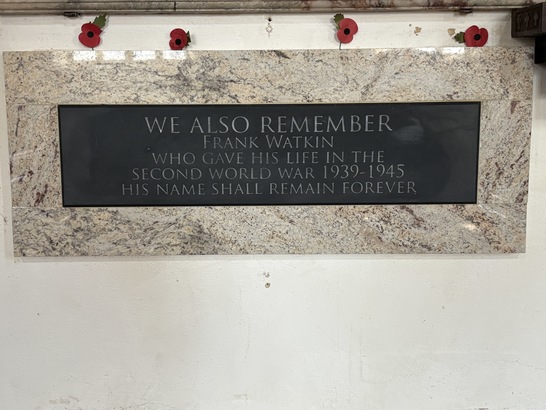 WE ALSO REMEMBER
FRANK WATKIN
WHO GAVE HIS LIFE IN THE
SECOND WORLD WAR 1939-1945
HIS NAME SHALL REMAIN FOREVER